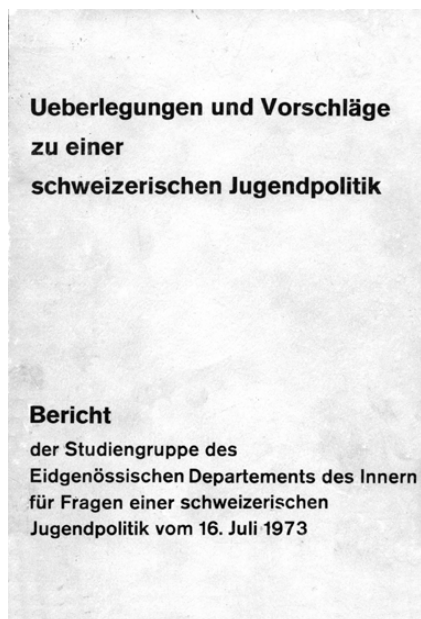 Ueberlegungen und Vorschläge
zu einer
schweizerischen Jugendpolitik
Bericht
der Studiengruppe des
Eidgenössischen Departements des Innern
für Fragen einer schweizerischen
Jugendpolitik vom 16. Juli 1973